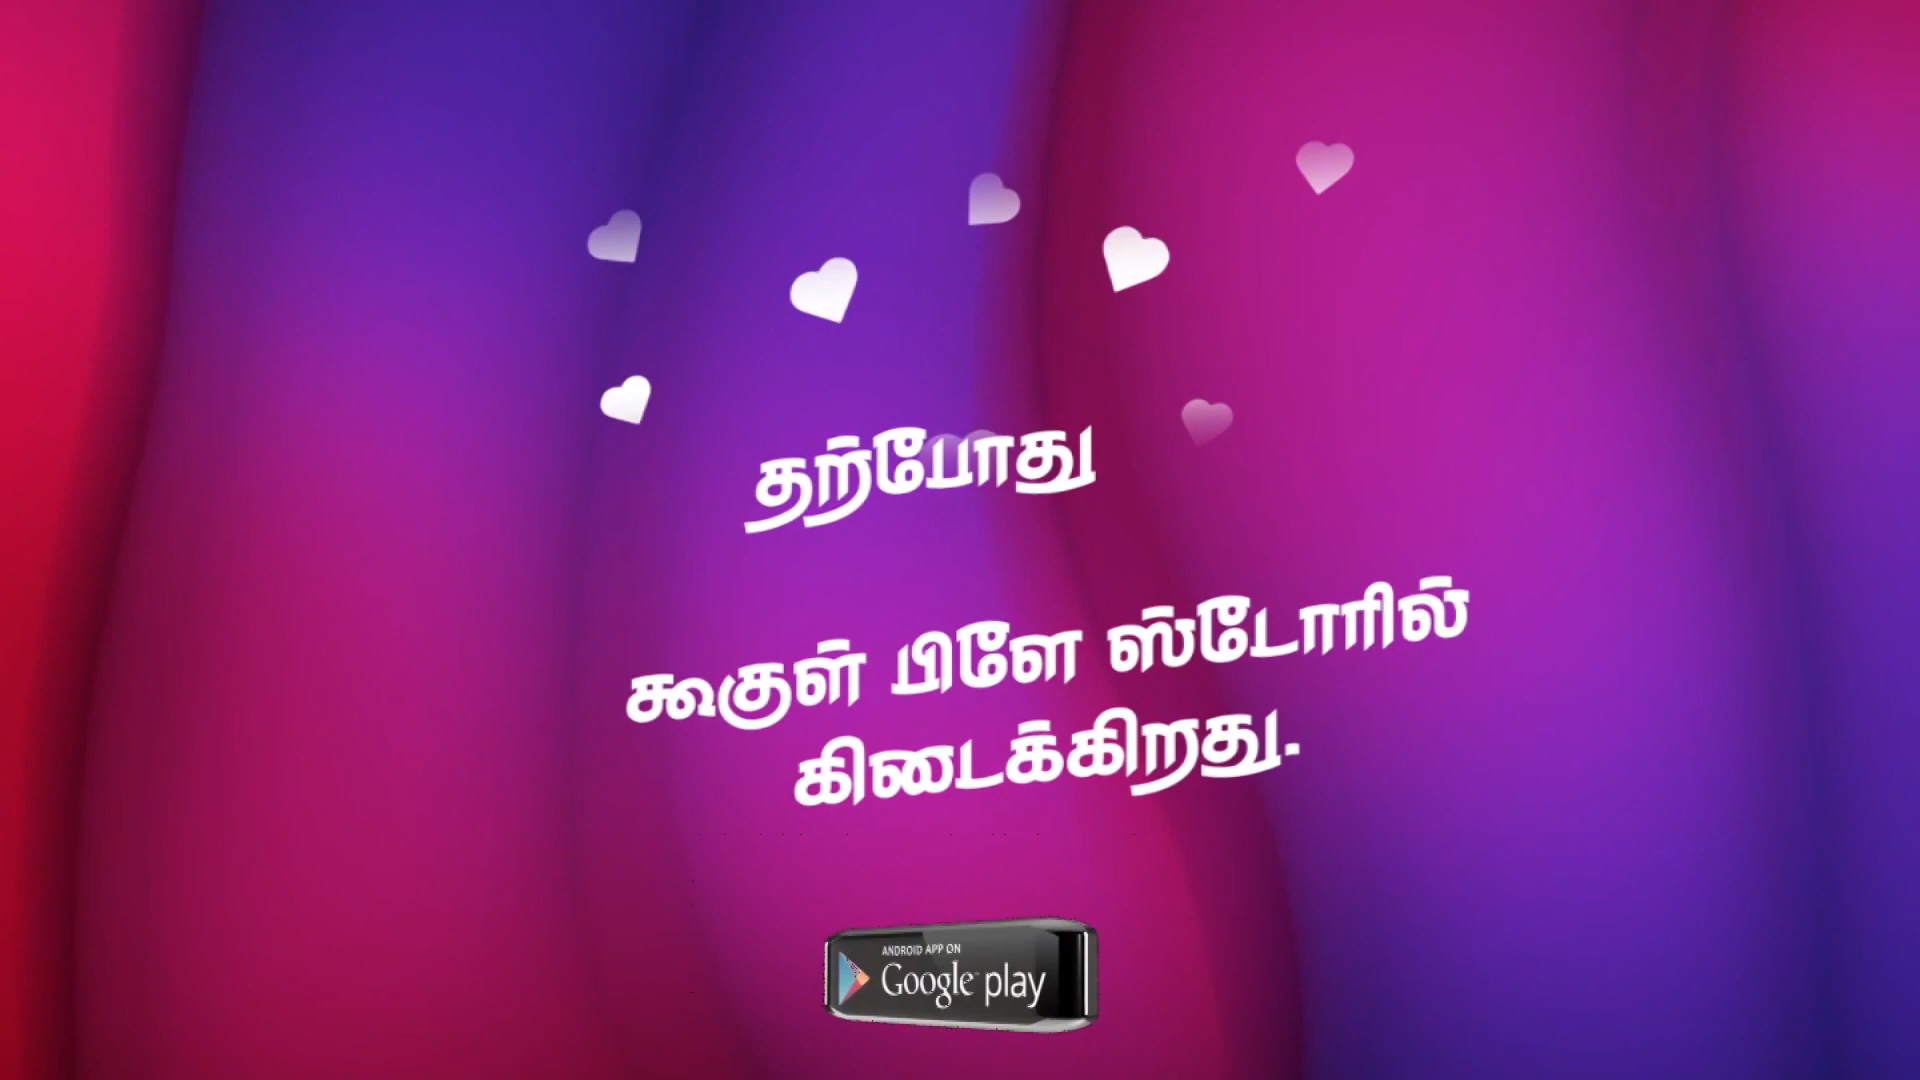 தற்போது
கூகுள் பிளே ஸ்டோரில்
கிடைக்கிறது.
ANDROID APP ON
Google play